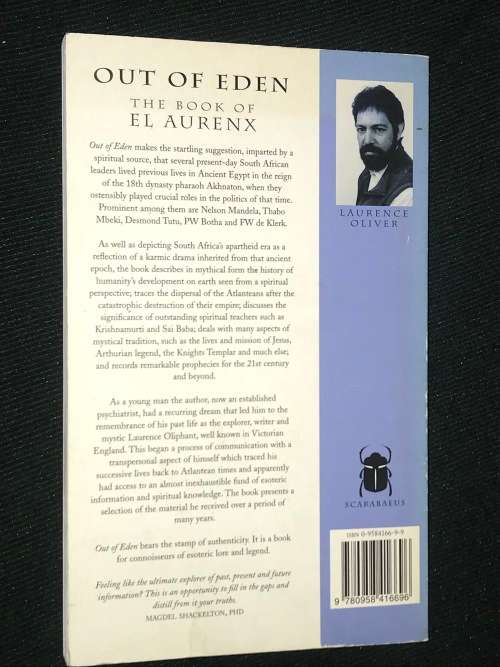 OUT OF EDEN
THE BOOK OF
EL AURENX
Out of Eden makes the startling suggestion, imparted by a
spiritual source, that several present-day South African
leaders lived previous lives in Ancient Egypt in the reign
of the 18th dynasty pharaoh Akhnaton, when they
ostensibly played crucial roles in the politics of that time.
Prominent among them are Nelson Mandela, Thabo
Mbeki, Desmond Tutu, PW Botha and FW de Klerk.
As well as depicting South Africa's apartheid era as a
reflection of a karmic drama inherited from that ancient
epoch, the book describes in mythical form the history of
humanity's development on earth seen from a spiritual
perspective; traces the dispersal of the Atlanteans after the
catastrophic destruction of their empire; discusses the
significance of outstanding spiritual teachers such as
Krishnamurti and Sai Baba; deals with many aspects of
mystical tradition, such as the lives and mission of Jesus,
Arthurian legend, the Knights Templar and much else;
and records remarkable prophecies for the 21st century
and beyond.
As a young man the author, now an established
psychiatrist, had a recurring dream that led him to the
remembrance of his past life as the explorer, writer and
mystic Laurence Oliphant, well known in Victorian
England. This began a process of communication with a
transpersonal aspect of himself which traced his
successive lives back to Atlantean times and apparently
had access to an almost inexhaustible fund of esoteric
information and spiritual knowledge. The book presents a
selection of the material he received over a period of
many years.
Out of Eden bears the stamp of authenticity. It is a book
for connoisseurs of esoteric lore and legend.
Feeling like the ultimate explorer of past, present and future
information? This is an opportunity to fill in the gaps and
distill from it your truths.
MAGDEL SHACKELTON, PHD
LAURENCE
OLIVER
SCARABAEUS
ISBN 0-9584166-9-9
9 780958 416696